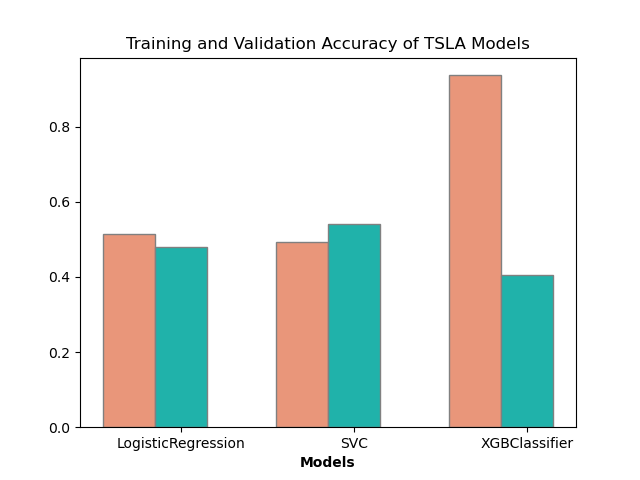 Training and Validation Accuracy of TSLA Models
0.8
0.6
0.4
0.2
0.0
LogisticRegression SVC XGBClassifier
Models